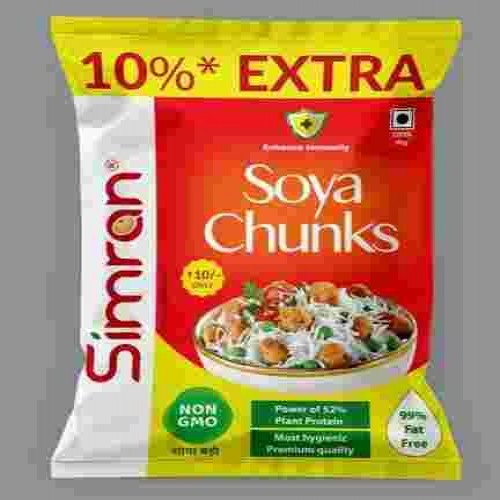 10%* EXTRA
Simran®
Enhances Immunity
Soya
Chunks
₹10/-
ONLY
NON
GMO
सोया बड़ी
Power of 52%
Plant Protein
Most hygienic
Premium quality
99%
Fat
Free